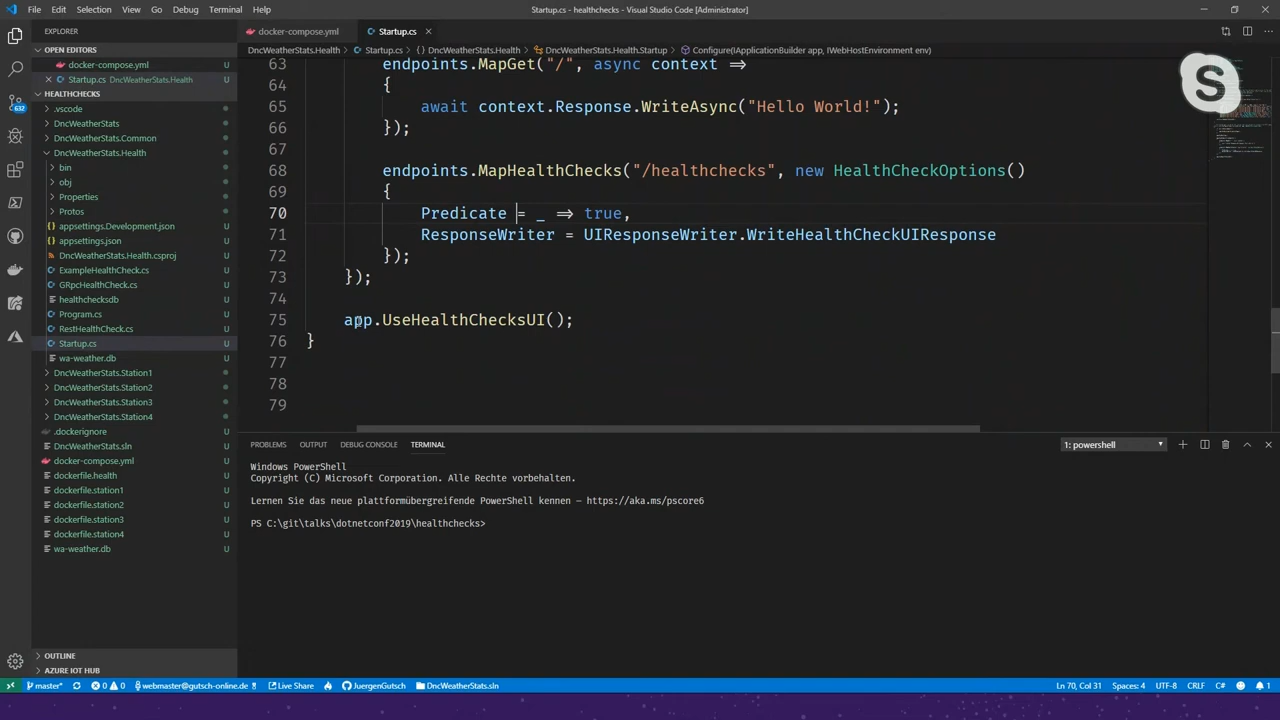 File Edit Selection View Go Debug Terminal Help
Startup.cs - healthchecks - Visual Studio Code [Administrator]
EXPLORER
docker-compose.yml
Startup.cs ×
OPEN EDITORS
docker-compose.yml
Startup.cs DncWeatherStats.Health U
HEALTHCHECKS
.vscode
DncWeatherStats
DncWeatherStats.Common
DncWeatherStats.Health
bin
obj
Properties
Protos
appsettings.Development.json U
appsettings.json U
DncWeatherStats.Health.csproj U
ExampleHealthCheck.cs U
GRpcHealthCheck.cs U
healthchecksdb U
Program.cs U
RestHealthCheck.cs U
Startup.cs U
wa-weather.db U
DncWeatherStats.Station1
DncWeatherStats.Station2
DncWeatherStats.Station3
DncWeatherStats.Station4
.dockerignore U
DncWeatherStats.sln U
docker-compose.yml U
dockerfile.health U
dockerfile.station1 U
dockerfile.station2 U
dockerfile.station3 U
dockerfile.station4 U
wa-weather.db U
OUTLINE
AZURE IOT HUB
632
DncWeatherStats.Health > Startup.cs > {} DncWeatherStats.Health > DncWeatherStats.Health.Startup > Configure(IApplicationBuilder app, IWebHostEnvironment env)
63 endpoints.MapGet("/", async context =>
64 {
65 await context.Response.WriteAsync("Hello World!");
66 });
67
68 endpoints.MapHealthChecks("/healthchecks", new HealthCheckOptions()
69 {
70 Predicate = _ => true,
71 ResponseWriter = UIResponseWriter.WriteHealthCheckUIResponse
72 });
73 });
74
75 app.UseHealthChecksUI();
76 }
77
78
79
PROBLEMS OUTPUT DEBUG CONSOLE TERMINAL 1: powershell
Windows PowerShell
Copyright (C) Microsoft Corporation. Alle Rechte vorbehalten.
Lernen Sie das neue plattformübergreifende PowerShell kennen – https://aka.ms/pscore6
PS C:\git\talks\dotnetconf2019\healthchecks>
master* 0 0 webmaster@gutsch-online.de Live Share JuergenGutsch DncWeatherStats.sln Ln 70, Col 31 Spaces: 4 UTF-8 CRLF C# 1